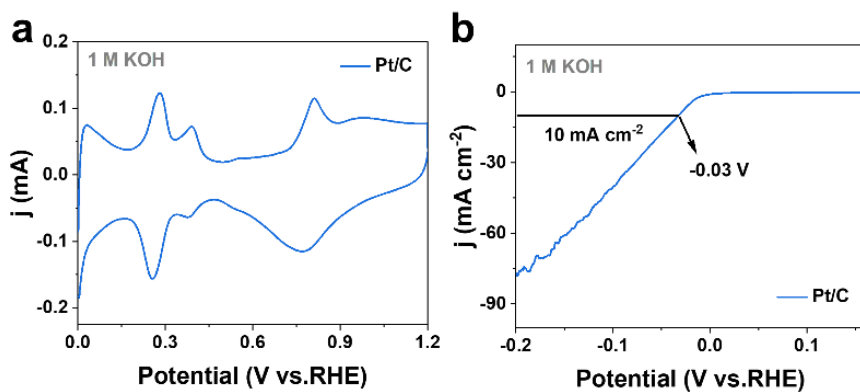 a
1 M KOH
Pt/C
0.2
0.1
0.0
-0.1
-0.2
j (mA)
0.0 0.3 0.6 0.9 1.2
Potential (V vs.RHE)
b
1 M KOH
0
-30
-60
-90
j (mA cm-2)
10 mA cm-2
-0.03 V
Pt/C
-0.2 -0.1 0.0 0.1
Potential (V vs.RHE)